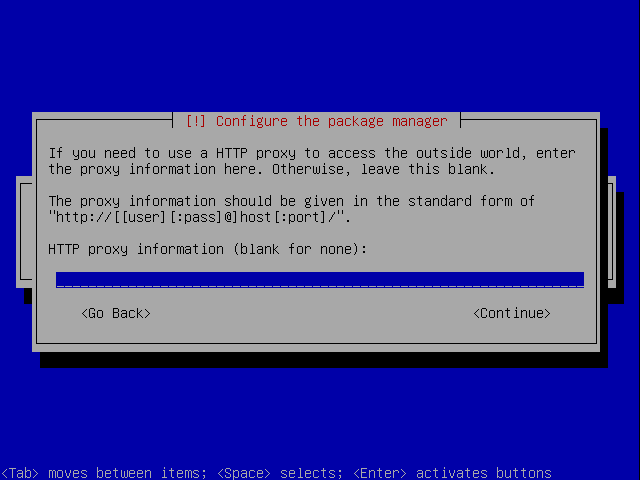 [!] Configure the package manager
If you need to use a HTTP proxy to access the outside world, enter
the proxy information here. Otherwise, leave this blank.
The proxy information should be given in the standard form of
"http://[[user][:pass]@]host[:port]/".
HTTP proxy information (blank for none):
<Go Back> <Continue>
<Tab> moves between items; <Space> selects; <Enter> activates buttons